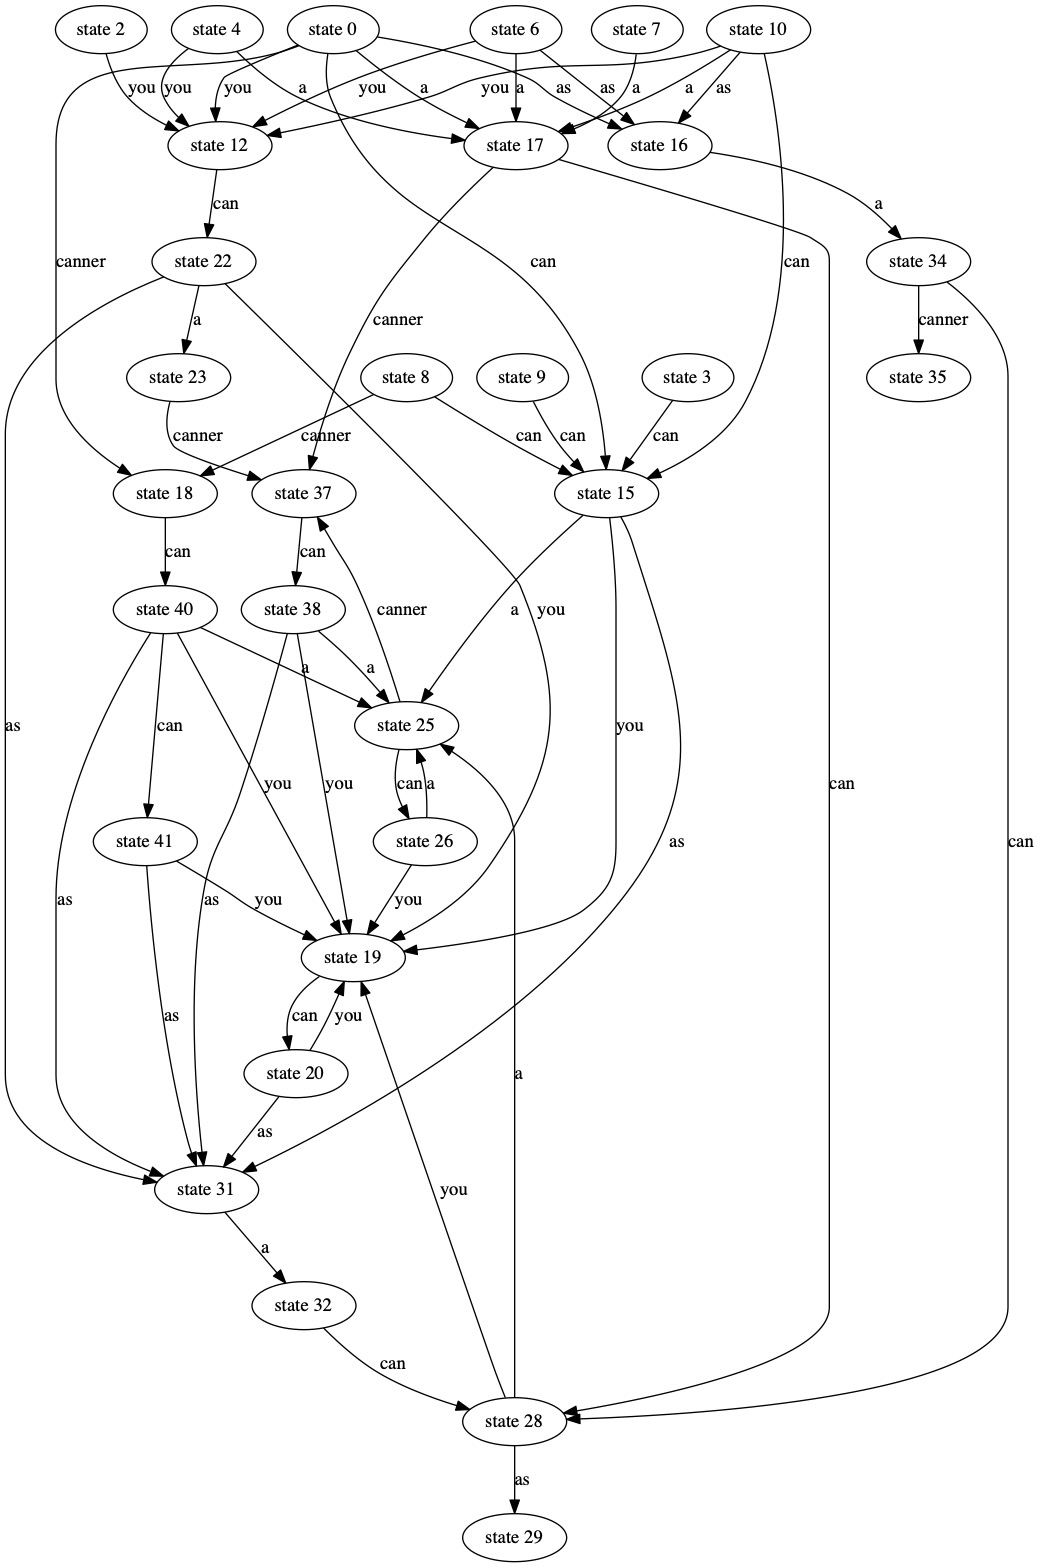 state 2
state 4
state 0
state 6
state 7
state 10
you
you
you
a
a
you
a
as
as
a
you
a
as
state 12
state 17
state 16
can
a
state 22
canner
can
can
state 34
a
canner
canner
state 23
state 8
state 9
state 3
state 35
canner
canner
can
can
can
state 18
state 37
state 15
can
can
state 40
state 38
canner
a
you
a
a
as
can
state 25
you
you
you
can
can
a
can
state 41
state 26
as
can
as
as
you
you
state 19
as
can
you
state 20
a
as
state 31
you
a
state 32
can
state 28
as
state 29